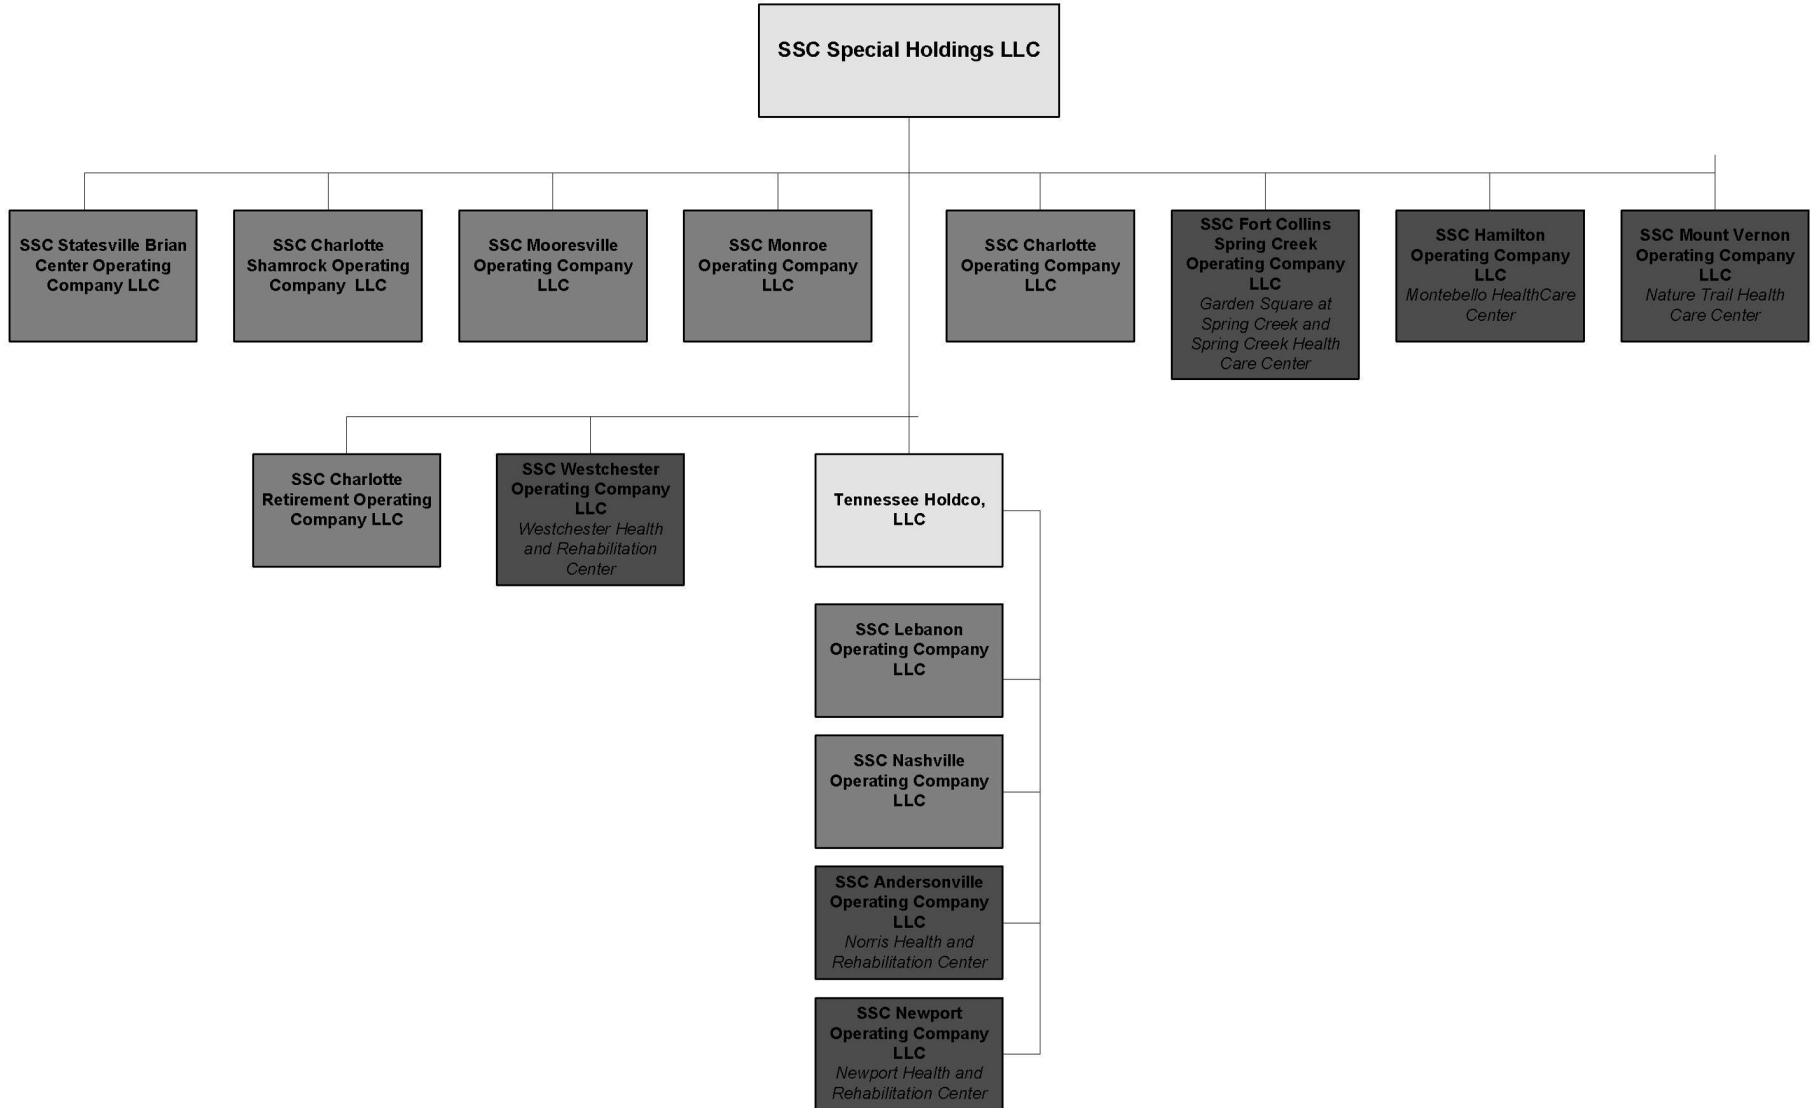 SSC Special Holdings LLC
SSC Statesville Brian
Center Operating
Company LLC
SSC Charlotte
Shamrock Operating
Company  LLC
SSC Mooresville
Operating Company
LLC
SSC Monroe
Operating Company
LLC
SSC Charlotte
Operating Company
LLC
SSC Fort Collins
Spring Creek
Operating Company
LLC
Garden Square at
Spring Creek and
Spring Creek Health
Care Center
SSC Hamilton
Operating Company
LLC
Montebello HealthCare
Center
SSC Mount Vernon
Operating Company
LLC
Nature Trail Health
Care Center
SSC Charlotte
Retirement Operating
Company LLC
SSC Westchester
Operating Company
LLC
Westchester Health
and Rehabilitation
Center
Tennessee Holdco,
LLC
SSC Lebanon
Operating Company
LLC
SSC Nashville
Operating Company
LLC
SSC Andersonville
Operating Company
LLC
Norris Health and
Rehabilitation Center
SSC Newport
Operating Company
LLC
Newport Health and
Rehabilitation Center